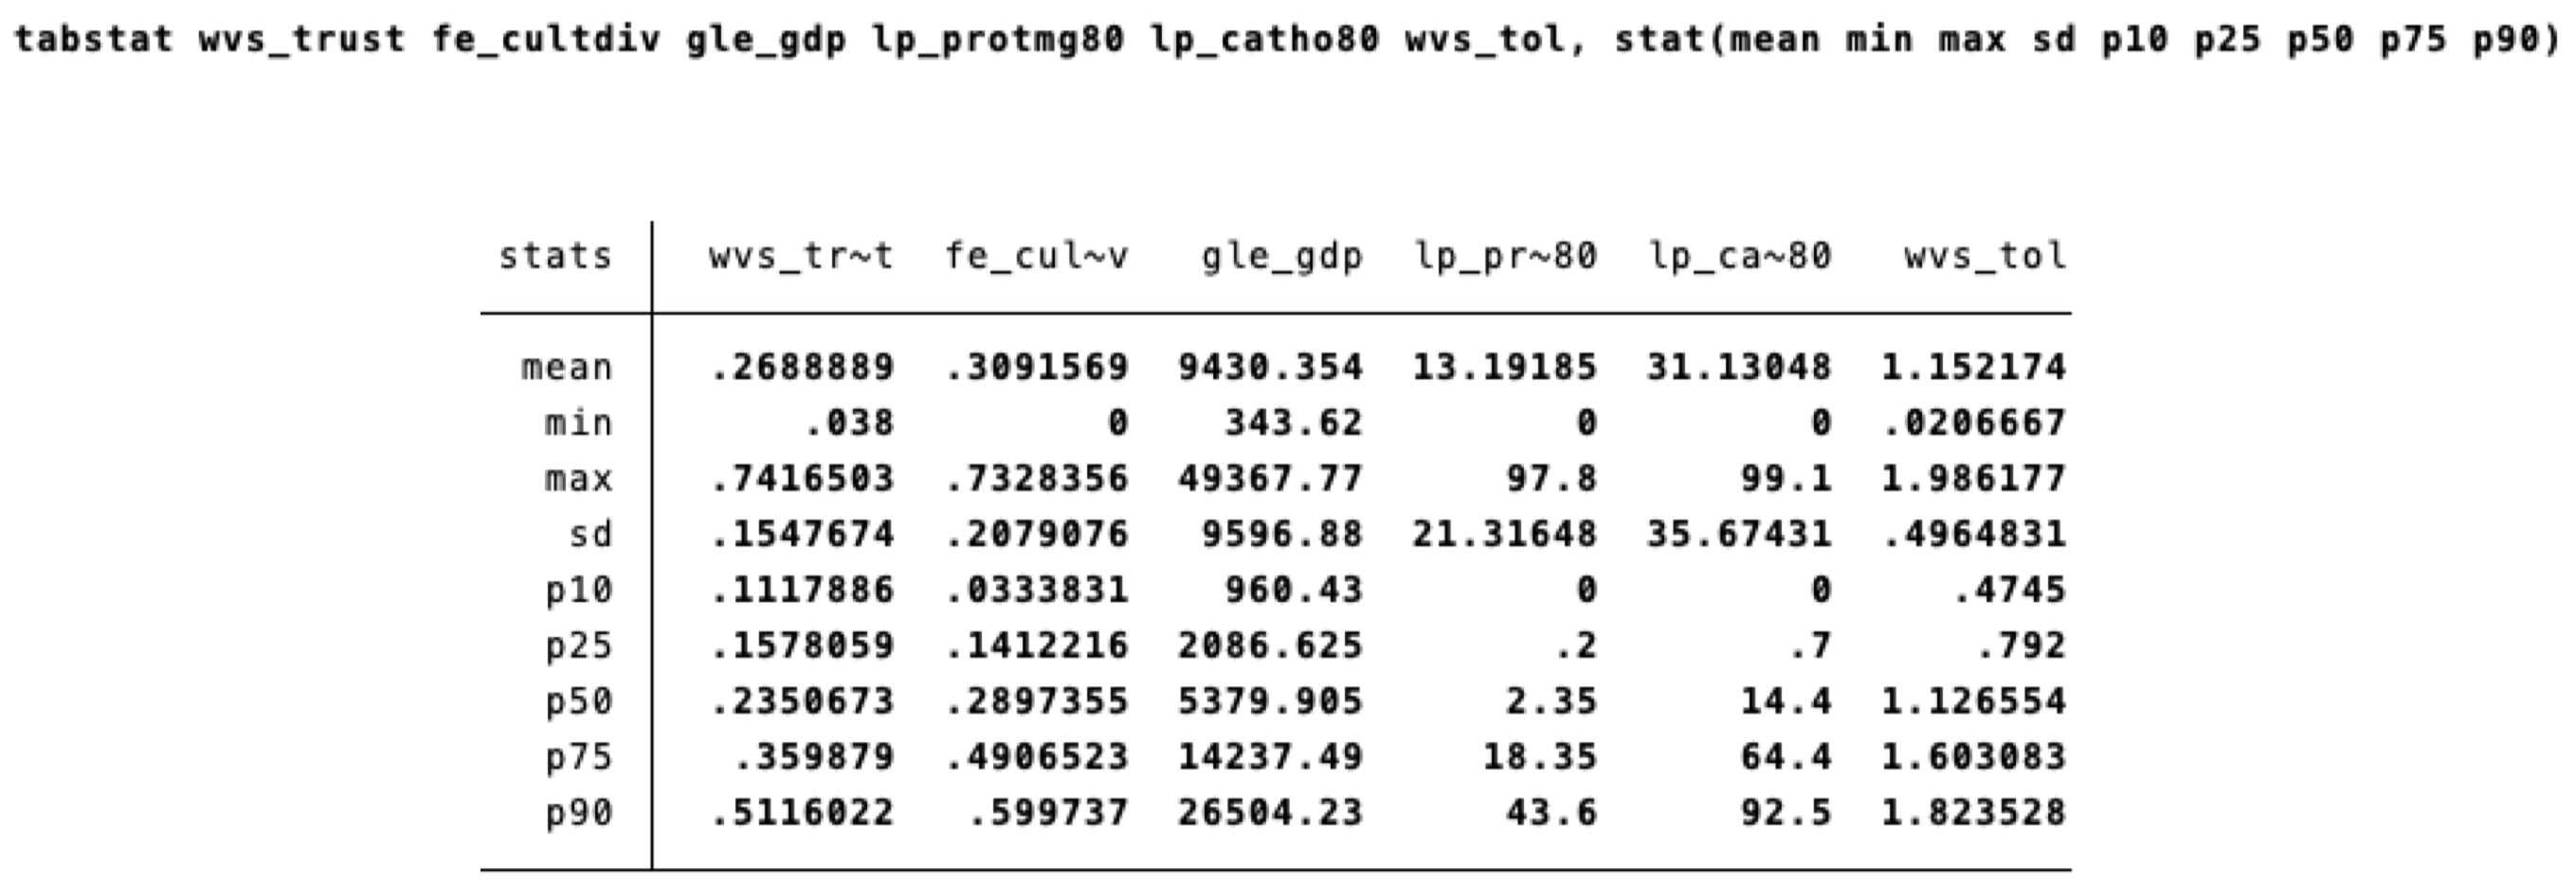 tabstat wvs_trust fe_cultdiv gle_gdp lp_protmg80 lp_catho80 wvs_tol, stat(mean min max sd p10 p25 p50 p75 p90)
stats wvs_tr~t fe_cul~v gle_gdp lp_pr~80 lp_ca~80 wvs_tol
mean .2688889 .3091569 9430.354 13.19185 31.13048 1.152174
min .038 0 343.62 0 0 .0206667
max .7416503 .7328356 49367.77 97.8 99.1 1.986177
sd .1547674 .2079076 9596.88 21.31648 35.67431 .4964831
p10 .1117886 .0333831 960.43 0 0 .4745
p25 .1578059 .1412216 2086.625 .2 .7 .792
p50 .2350673 .2897355 5379.905 2.35 14.4 1.126554
p75 .359879 .4906523 14237.49 18.35 64.4 1.603083
p90 .5116022 .599737 26504.23 43.6 92.5 1.823528